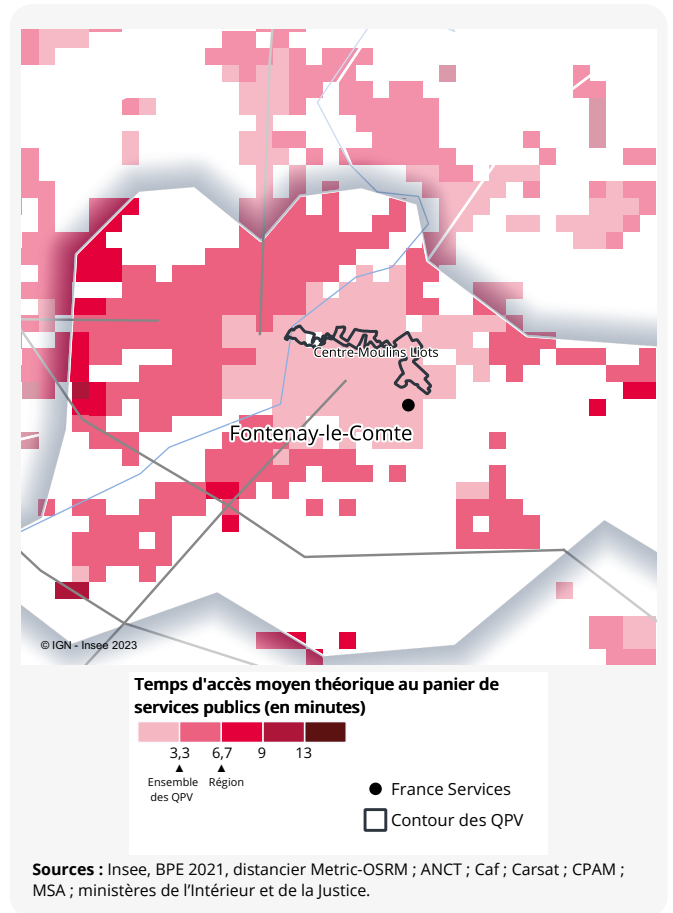 Centre-Moulins Liots
Fontenay-le-Comte
© IGN - Insee 2023
Temps d'accès moyen théorique au panier de
services publics (en minutes)
3,3 6,7 9 13
Ensemble
des QPV
Région
France Services
Contour des QPV
Sources : Insee, BPE 2021, distancier Metric-OSRM ; ANCT ; Caf ; Carsat ; CPAM ;
MSA ; ministères de l’Intérieur et de la Justice.